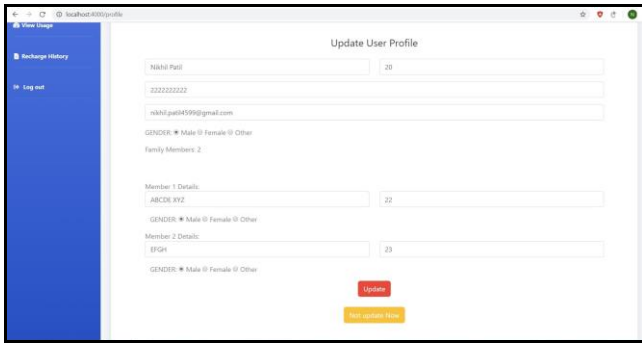 localhost:4000/profile
View Usage
Recharge History
Log out
Update User Profile
Nikhil Patil 20
2222222222
nikhil.patil4599@gmail.com
GENDER: Male Female Other
Family Members: 2
Member 1 Details:
ABCDE XYZ 22
GENDER: Male Female Other
Member 2 Details:
EFGH 23
GENDER: Male Female Other
Update
Not update Now